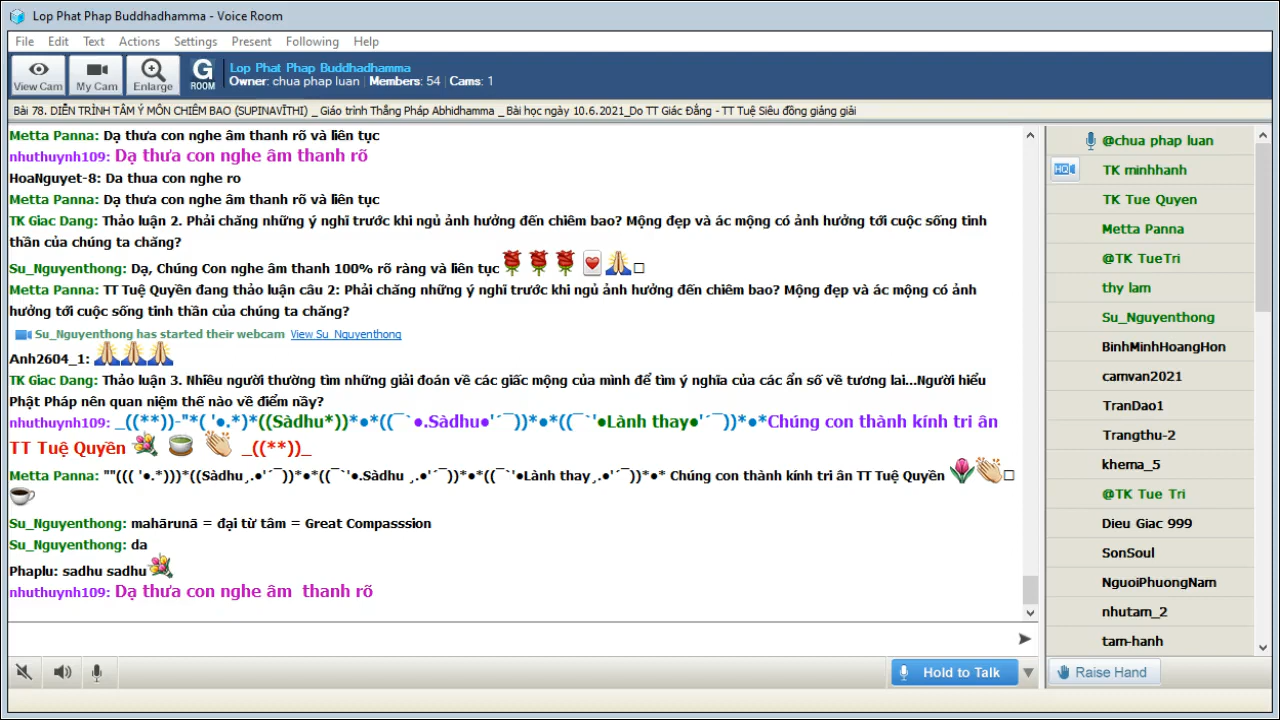 Lop Phat Phap Buddhadhamma - Voice Room
File Edit Text Actions Settings Present Following Help
View Cam My Cam Enlarge G ROOM
Lop Phat Phap Buddhadhamma
Owner: chua phap luan : Members: 54 : Cams: 1
Bài 78. DIỄN TRÌNH TÂM Ý MÔN CHIÊM BAO (SUPINAVĪTHI) _ Giáo trình Thắng Pháp Abhidhamma _ Bài học ngày 10.6.2021_Do TT Giác Đẳng - TT Tuệ Siêu đồng giảng giải
Metta Panna: Dạ thưa con nghe âm thanh rõ và liên tục
nhuthuynh109: Dạ thưa con nghe âm thanh rõ
HoaNguyet-8: Da thua con nghe ro
Metta Panna: Dạ thưa con nghe âm thanh rõ và liên tục
TK Giac Dang: Thảo luận 2. Phải chăng những ý nghĩ trước khi ngủ ảnh hưởng đến chiêm bao? Mộng đẹp và ác mộng có ảnh hưởng tới cuộc sống tinh
thần của chúng ta chăng?
Su_Nguyenthong: Dạ, Chúng Con nghe âm thanh 100% rõ ràng và liên tục
Metta Panna: TT Tuệ Quyền đang thảo luận câu 2: Phải chăng những ý nghĩ trước khi ngủ ảnh hưởng đến chiêm bao? Mộng đẹp và ác mộng có ảnh
hưởng tới cuộc sống tinh thần của chúng ta chăng?
Su_Nguyenthong has started their webcam View Su_Nguyenthong
Anh2604_1:
TK Giac Dang: Thảo luận 3. Nhiều người thường tìm những giải đoán về các giấc mộng của mình để tìm ý nghĩa của các ẩn số về tương lai...Người hiểu
Phật Pháp nên quan niệm thế nào về điểm nầy?
nhuthuynh109: _((**))-"*( '●.*)*((Sàdhu*))*●*((¯`●.Sàdhu●'´¯))*●*((¯`'●Lành thay●'´¯))*●*Chúng con thành kính tri ân
TT Tuệ Quyền _((**))_
Metta Panna: ""((( '●.*)))*((Sàdhu¸.●'´¯))*●*((¯`'●.Sàdhu ¸.●'´¯))*●*((¯`'●Lành thay¸.●'´¯))*●* Chúng con thành kính tri ân TT Tuệ Quyền
Su_Nguyenthong: mahārunā = đại từ tâm = Great Compasssion
Su_Nguyenthong: da
Phaplu: sadhu sadhu
nhuthuynh109: Dạ thưa con nghe âm thanh rõ
Hold to Talk
@chua phap luan
HQ TK minhhanh
TK Tue Quyen
Metta Panna
@TK TueTri
thy lam
Su_Nguyenthong
BinhMinhHoangHon
camvan2021
TranDao1
Trangthu-2
khema_5
@TK Tue Tri
Dieu Giac 999
SonSoul
NguoiPhuongNam
nhutam_2
tam-hanh
Raise Hand